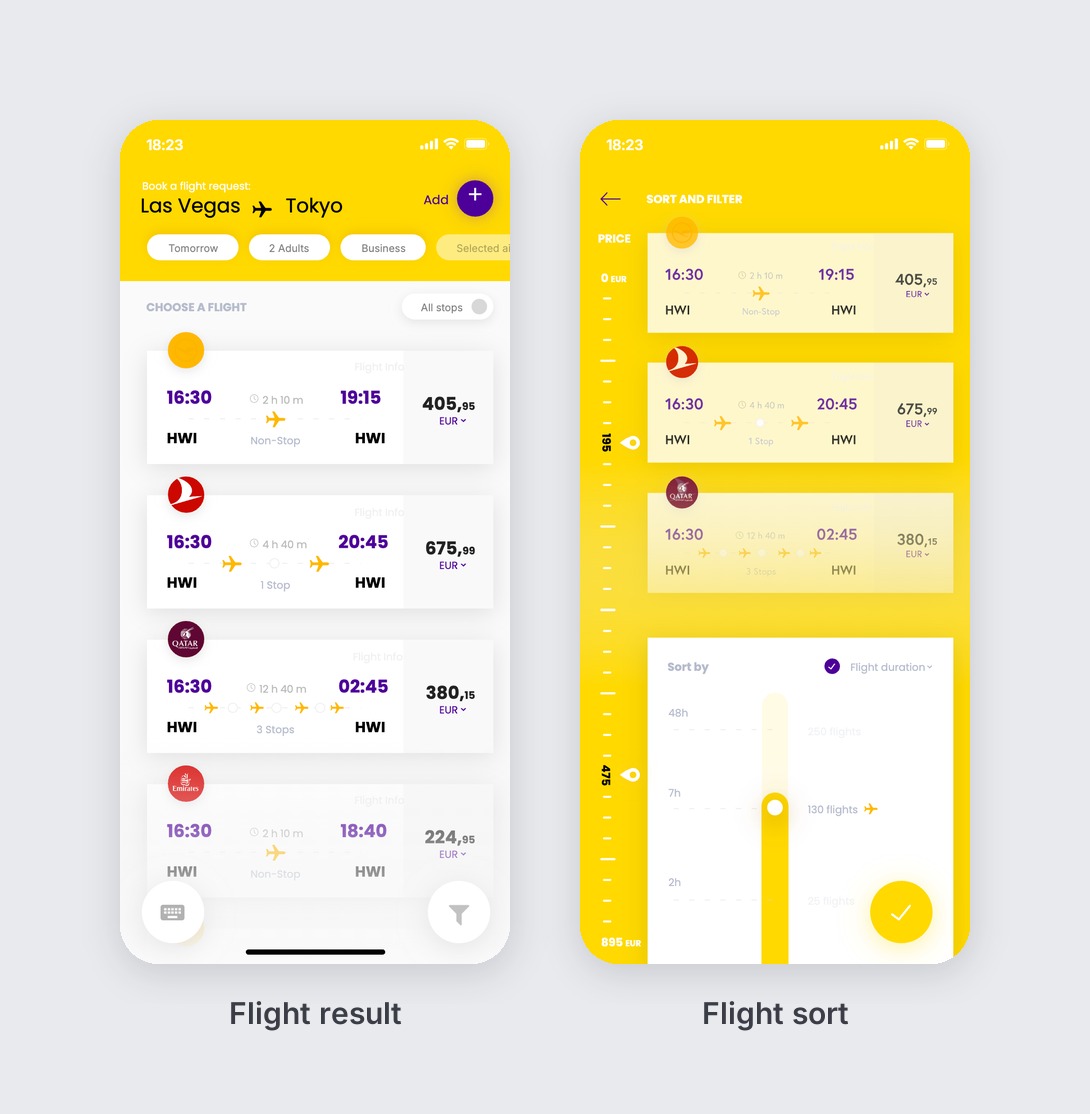 18:23
Book a flight request:
Las Vegas Tokyo
Add +
Tomorrow 2 Adults Business Selected ai
CHOOSE A FLIGHT All stops
Flight Info
16:30 2 h 10 m 19:15 405,95
EUR
HWI Non-Stop HWI
Flight Info
16:30 4 h 40 m 20:45 675,99
EUR
HWI 1 Stop HWI
QATAR
Flight Info
16:30 12 h 40 m 02:45 380,15
EUR
HWI 3 Stops HWI
Emirates
Flight Info
16:30 2 h 10 m 18:40 224,95
EUR
HWI Non-Stop HWI
Flight result
18:23
SORT AND FILTER
PRICE
0 EUR
195
475
895 EUR
16:30 2 h 10 m 19:15 405,95
EUR
HWI Non-Stop HWI
16:30 4 h 40 m 20:45 675,99
EUR
HWI 1 Stop HWI
QATAR
16:30 12 h 40 m 02:45 380,15
EUR
HWI 3 Stops HWI
Sort by Flight duration
48h
250 flights
7h
130 flights
2h
25 flights
Flight sort